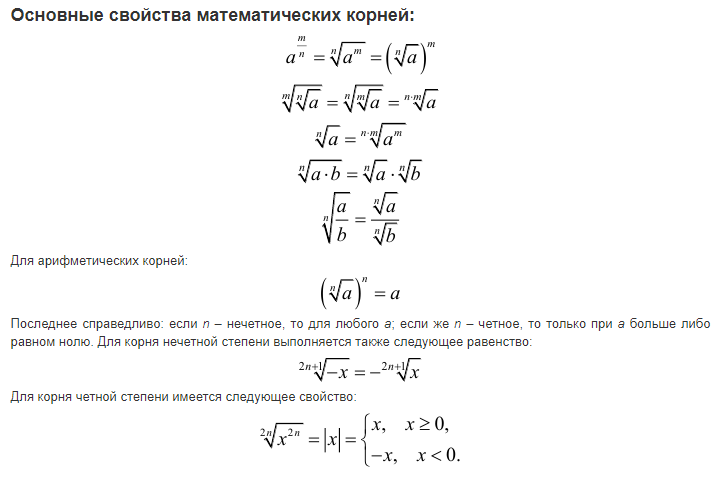 Основные свойства математических корней:
a^{\frac{m}{n}} = \sqrt[n]{a^m} = \left(\sqrt[n]{a}\right)^m
\sqrt[m]{\sqrt[n]{a}} = \sqrt[n]{\sqrt[m]{a}} = \sqrt[n \cdot m]{a}
\sqrt[n]{a} = \sqrt[n \cdot m]{a^m}
\sqrt[n]{a \cdot b} = \sqrt[n]{a} \cdot \sqrt[n]{b}
\sqrt[n]{\frac{a}{b}} = \frac{\sqrt[n]{a}}{\sqrt[n]{b}}
Для арифметических корней:
\left(\sqrt[n]{a}\right)^n = a
Последнее справедливо: если n – нечетное, то для любого a; если же n – четное, то только при a больше либо
равном нолю. Для корня нечетной степени выполняется также следующее равенство:
\sqrt[2n+1]{-x} = -\sqrt[2n+1]{x}
Для корня четной степени имеется следующее свойство:
\sqrt[2n]{x^{2n}} = |x| = \begin{cases} x, & x \geq 0, \\ -x, & x < 0. \end{cases}